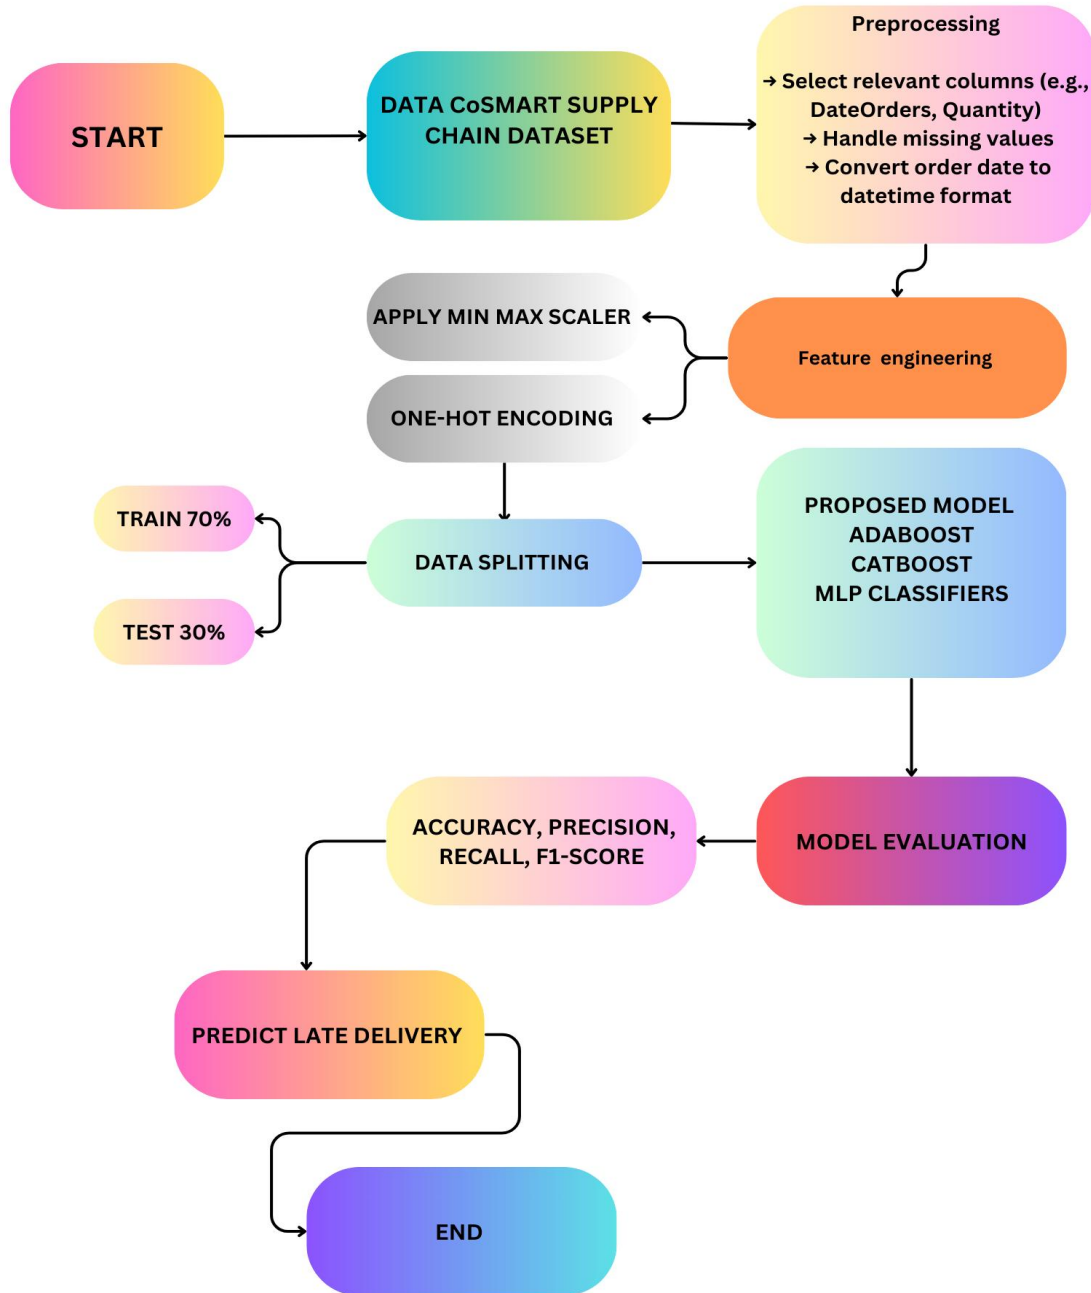 START
DATA CoSMART SUPPLY
CHAIN DATASET
Preprocessing
→ Select relevant columns (e.g.,
DateOrders, Quantity)
→ Handle missing values
→ Convert order date to
datetime format
Feature engineering
APPLY MIN MAX SCALER
ONE-HOT ENCODING
DATA SPLITTING
TRAIN 70%
TEST 30%
PROPOSED MODEL
ADABOOST
CATBOOST
MLP CLASSIFIERS
MODEL EVALUATION
ACCURACY, PRECISION,
RECALL, F1-SCORE
PREDICT LATE DELIVERY
END